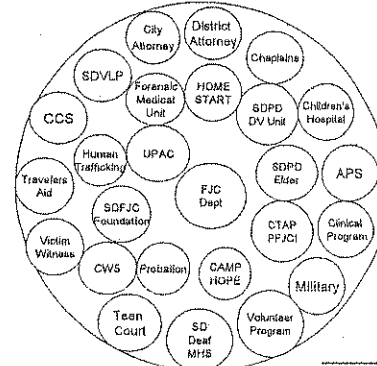 City
Attorney
District
Attorney
Chaplains
SDVLP
Forensic
Medical
Unit
HOME
START
SDPD
DV Unit
Children's
Hospital
CCS
Human
Trafficking
UPAC
FJC
Dept
SDPD
Elder
APS
Travelers
Aid
SDFJC
Foundation
CTAP
PFJCI
Clinical
Program
Victim
Witness
CWS
Probation
CAMP
HOPE
Military
Teen
Court
SD
Deaf
MHS
Volunteer
Program